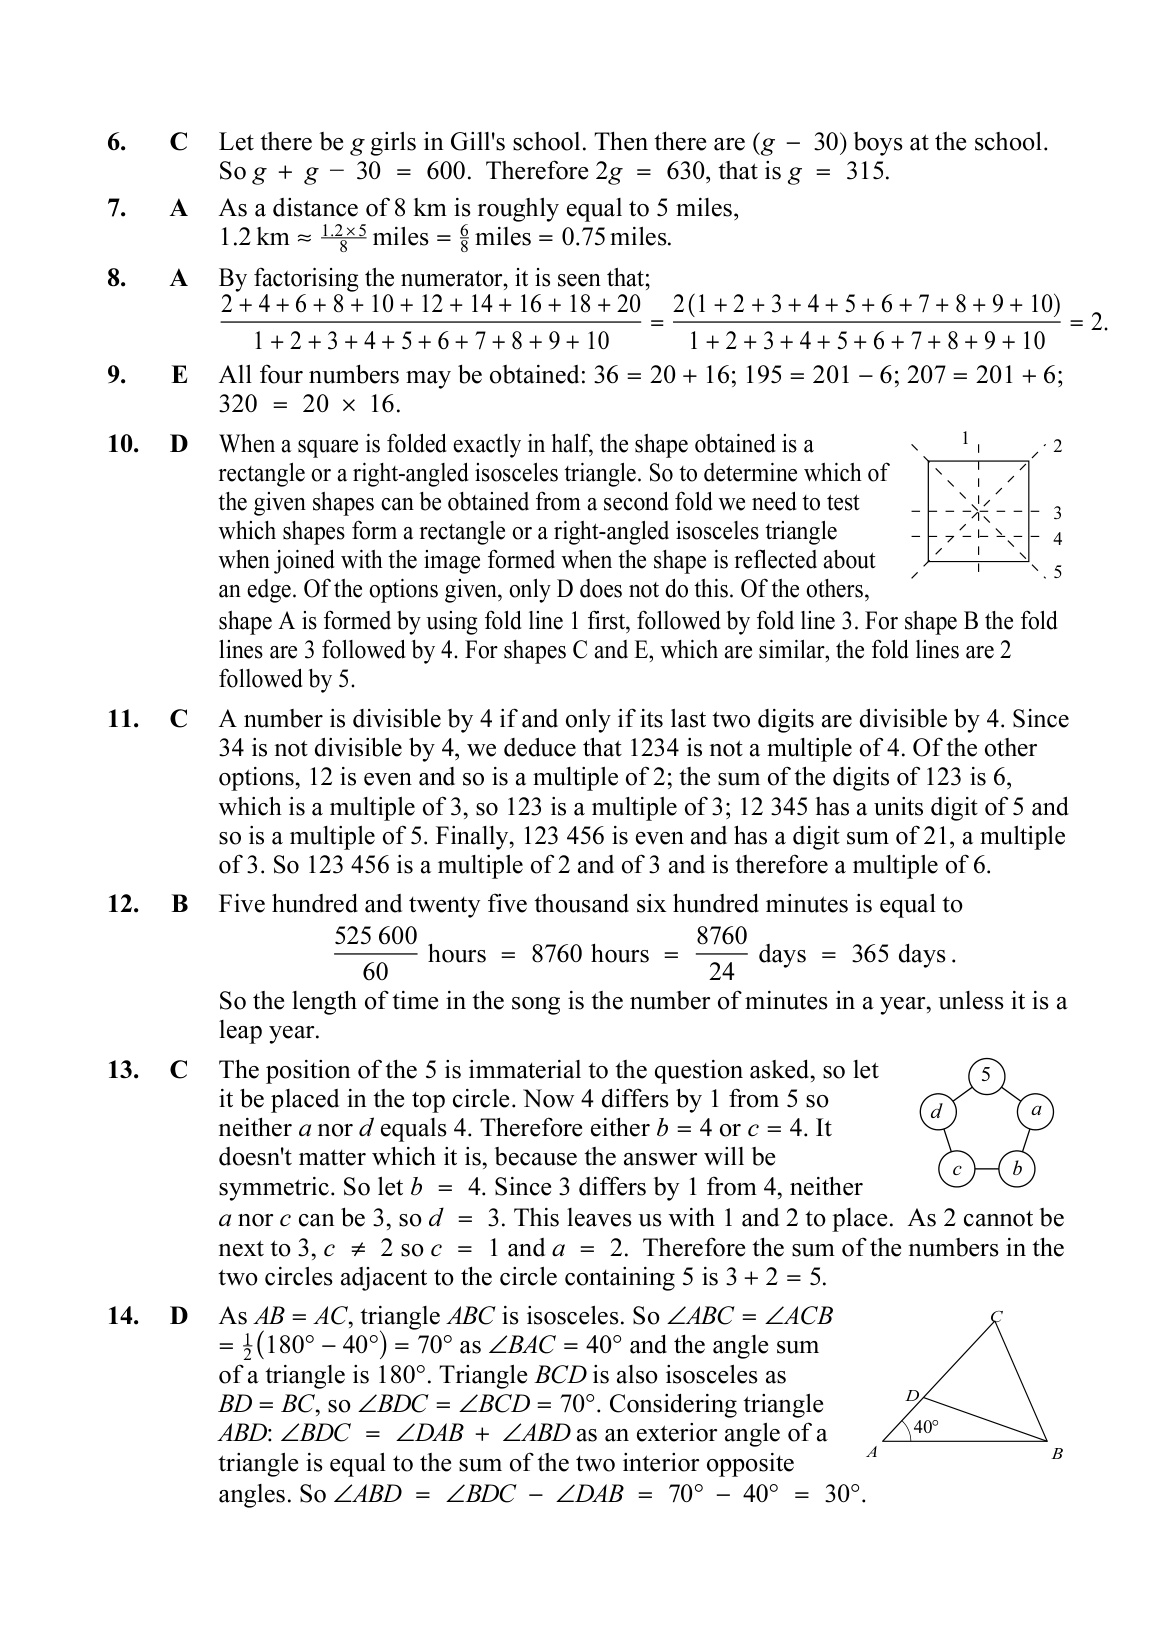 6. C Let there be g girls in Gill's school. Then there are (g − 30) boys at the school.
So g + g − 30 = 600. Therefore 2g = 630, that is g = 315.
7. A As a distance of 8 km is roughly equal to 5 miles,
1.2 km ≈ (1.2 × 5)/8 miles = 6/8 miles = 0.75 miles.
8. A By factorising the numerator, it is seen that;
(2 + 4 + 6 + 8 + 10 + 12 + 14 + 16 + 18 + 20)/(1 + 2 + 3 + 4 + 5 + 6 + 7 + 8 + 9 + 10) = 2(1 + 2 + 3 + 4 + 5 + 6 + 7 + 8 + 9 + 10)/(1 + 2 + 3 + 4 + 5 + 6 + 7 + 8 + 9 + 10) = 2.
9. E All four numbers may be obtained: 36 = 20 + 16; 195 = 201 − 6; 207 = 201 + 6;
320 = 20 × 16.
10. D When a square is folded exactly in half, the shape obtained is a
rectangle or a right-angled isosceles triangle. So to determine which of
the given shapes can be obtained from a second fold we need to test
which shapes form a rectangle or a right-angled isosceles triangle
when joined with the image formed when the shape is reflected about
an edge. Of the options given, only D does not do this. Of the others,
shape A is formed by using fold line 1 first, followed by fold line 3. For shape B the fold
lines are 3 followed by 4. For shapes C and E, which are similar, the fold lines are 2
followed by 5.
1
2
3
4
5
11. C A number is divisible by 4 if and only if its last two digits are divisible by 4. Since
34 is not divisible by 4, we deduce that 1234 is not a multiple of 4. Of the other
options, 12 is even and so is a multiple of 2; the sum of the digits of 123 is 6,
which is a multiple of 3, so 123 is a multiple of 3; 12 345 has a units digit of 5 and
so is a multiple of 5. Finally, 123 456 is even and has a digit sum of 21, a multiple
of 3. So 123 456 is a multiple of 2 and of 3 and is therefore a multiple of 6.
12. B Five hundred and twenty five thousand six hundred minutes is equal to
525 600/60 hours = 8760 hours = 8760/24 days = 365 days.
So the length of time in the song is the number of minutes in a year, unless it is a
leap year.
13. C The position of the 5 is immaterial to the question asked, so let
it be placed in the top circle. Now 4 differs by 1 from 5 so
neither a nor d equals 4. Therefore either b = 4 or c = 4. It
doesn't matter which it is, because the answer will be
symmetric. So let b = 4. Since 3 differs by 1 from 4, neither
a nor c can be 3, so d = 3. This leaves us with 1 and 2 to place. As 2 cannot be
next to 3, c ≠ 2 so c = 1 and a = 2. Therefore the sum of the numbers in the
two circles adjacent to the circle containing 5 is 3 + 2 = 5.
5
d a
c b
14. D As AB = AC, triangle ABC is isosceles. So ∠ABC = ∠ACB
= 1/2(180° − 40°) = 70° as ∠BAC = 40° and the angle sum
of a triangle is 180°. Triangle BCD is also isosceles as
BD = BC, so ∠BDC = ∠BCD = 70°. Considering triangle
ABD: ∠BDC = ∠DAB + ∠ABD as an exterior angle of a
triangle is equal to the sum of the two interior opposite
angles. So ∠ABD = ∠BDC − ∠DAB = 70° − 40° = 30°.
C
D
40°
A B